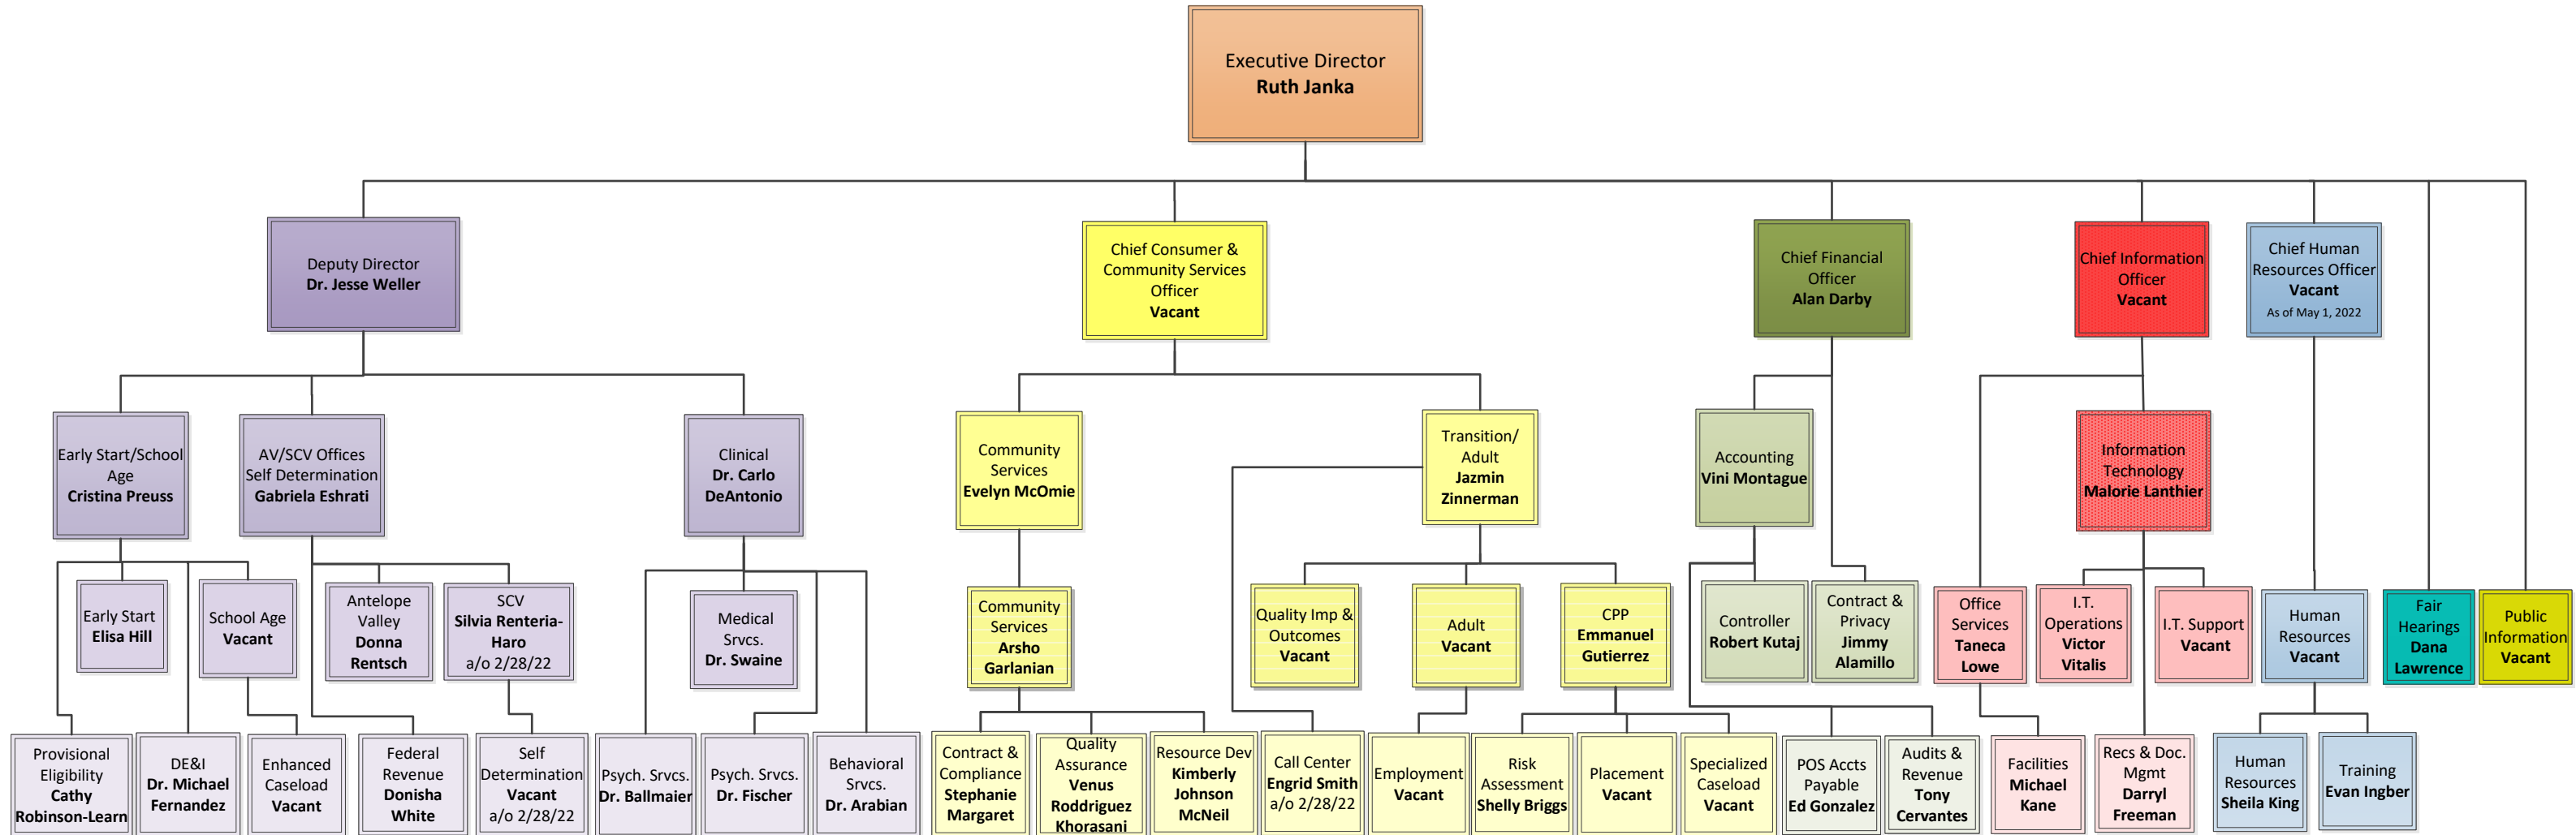 Executive Director
Ruth Janka
Deputy Director
Dr. Jesse Weller
Chief Consumer &
Community Services
Officer
Vacant
Chief Financial
Officer
Alan Darby
Chief Information
Officer
Vacant
Chief Human
Resources Officer
Vacant
As of May 1, 2022
Early Start/School
Age
Cristina Preuss
AV/SCV Offices
Self Determination
Gabriela Eshrati
Clinical
Dr. Carlo
DeAntonio
Community
Services
Evelyn McOmie
Transition/
Adult
Jazmin
Zinnerman
Accounting
Vini Montague
Information
Technology
Malorie Lanthier
Early Start
Elisa Hill
School Age
Vacant
Antelope
Valley
Donna
Rentsch
SCV
Silvia Renteria-
Haro
a/o 2/28/22
Medical
Srvcs.
Dr. Swaine
Community
Services
Arsho
Garlanian
Quality Imp &
Outcomes
Vacant
Adult
Vacant
CPP
Emmanuel
Gutierrez
Controller
Robert Kutaj
Contract &
Privacy
Jimmy
Alamillo
Office
Services
Taneca
Lowe
I.T.
Operations
Victor
Vitalis
I.T. Support
Vacant
Human
Resources
Vacant
Fair
Hearings
Dana
Lawrence
Public
Information
Vacant
Provisional
Eligibility
Cathy
Robinson-Learn
DE&I
Dr. Michael
Fernandez
Enhanced
Caseload
Vacant
Federal
Revenue
Donisha
White
Self
Determination
Vacant
a/o 2/28/22
Psych. Srvcs.
Dr. Ballmaier
Psych. Srvcs.
Dr. Fischer
Behavioral
Srvcs.
Dr. Arabian
Contract &
Compliance
Stephanie
Margaret
Quality
Assurance
Venus
Roddriguez
Khorasani
Resource Dev
Kimberly
Johnson
McNeil
Call Center
Engrid Smith
a/o 2/28/22
Employment
Vacant
Risk
Assessment
Shelly Briggs
Placement
Vacant
Specialized
Caseload
Vacant
POS Accts
Payable
Ed Gonzalez
Audits &
Revenue
Tony
Cervantes
Facilities
Michael
Kane
Recs & Doc.
Mgmt
Darryl
Freeman
Human
Resources
Sheila King
Training
Evan Ingber